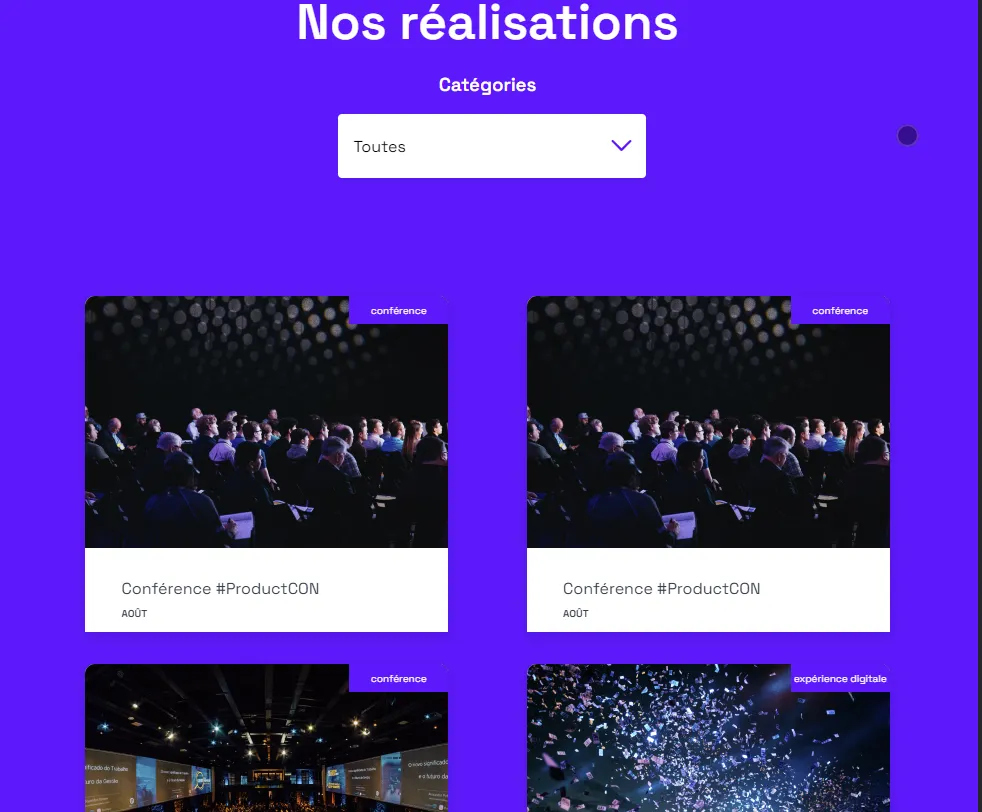 Nos réalisations
Catégories
Toutes
conférence
conférence
Conférence #ProductCON
AOÛT
Conférence #ProductCON
AOÛT
conférence
expérience digitale